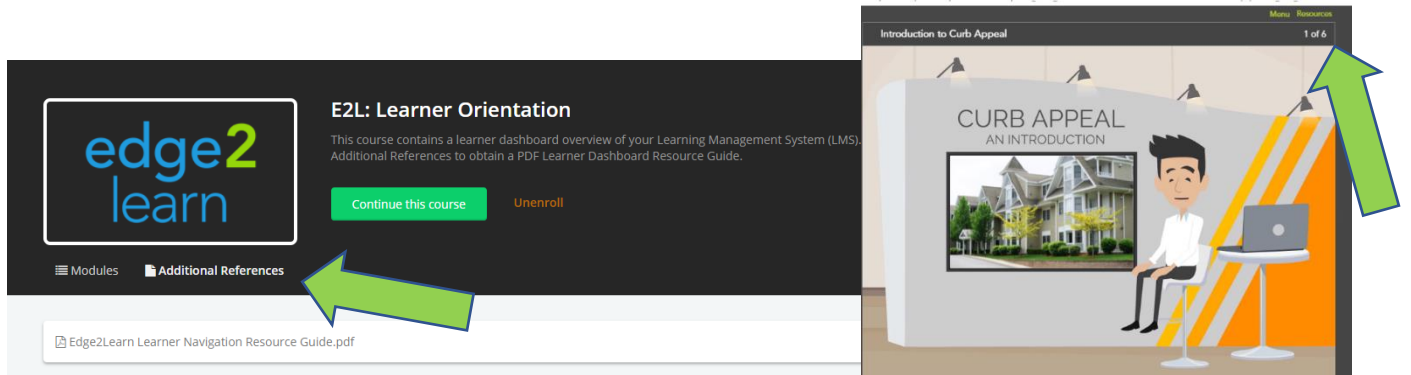 edge2
learn
E2L: Learner Orientation
This course contains a learner dashboard overview of your Learning Management System (LMS).
Additional References to obtain a PDF Learner Dashboard Resource Guide.
Continue this course
Unenroll
Modules
Additional References
Edge2Learn Learner Navigation Resource Guide.pdf
Menu Resources
Introduction to Curb Appeal
1 of 6
CURB APPEAL
AN INTRODUCTION